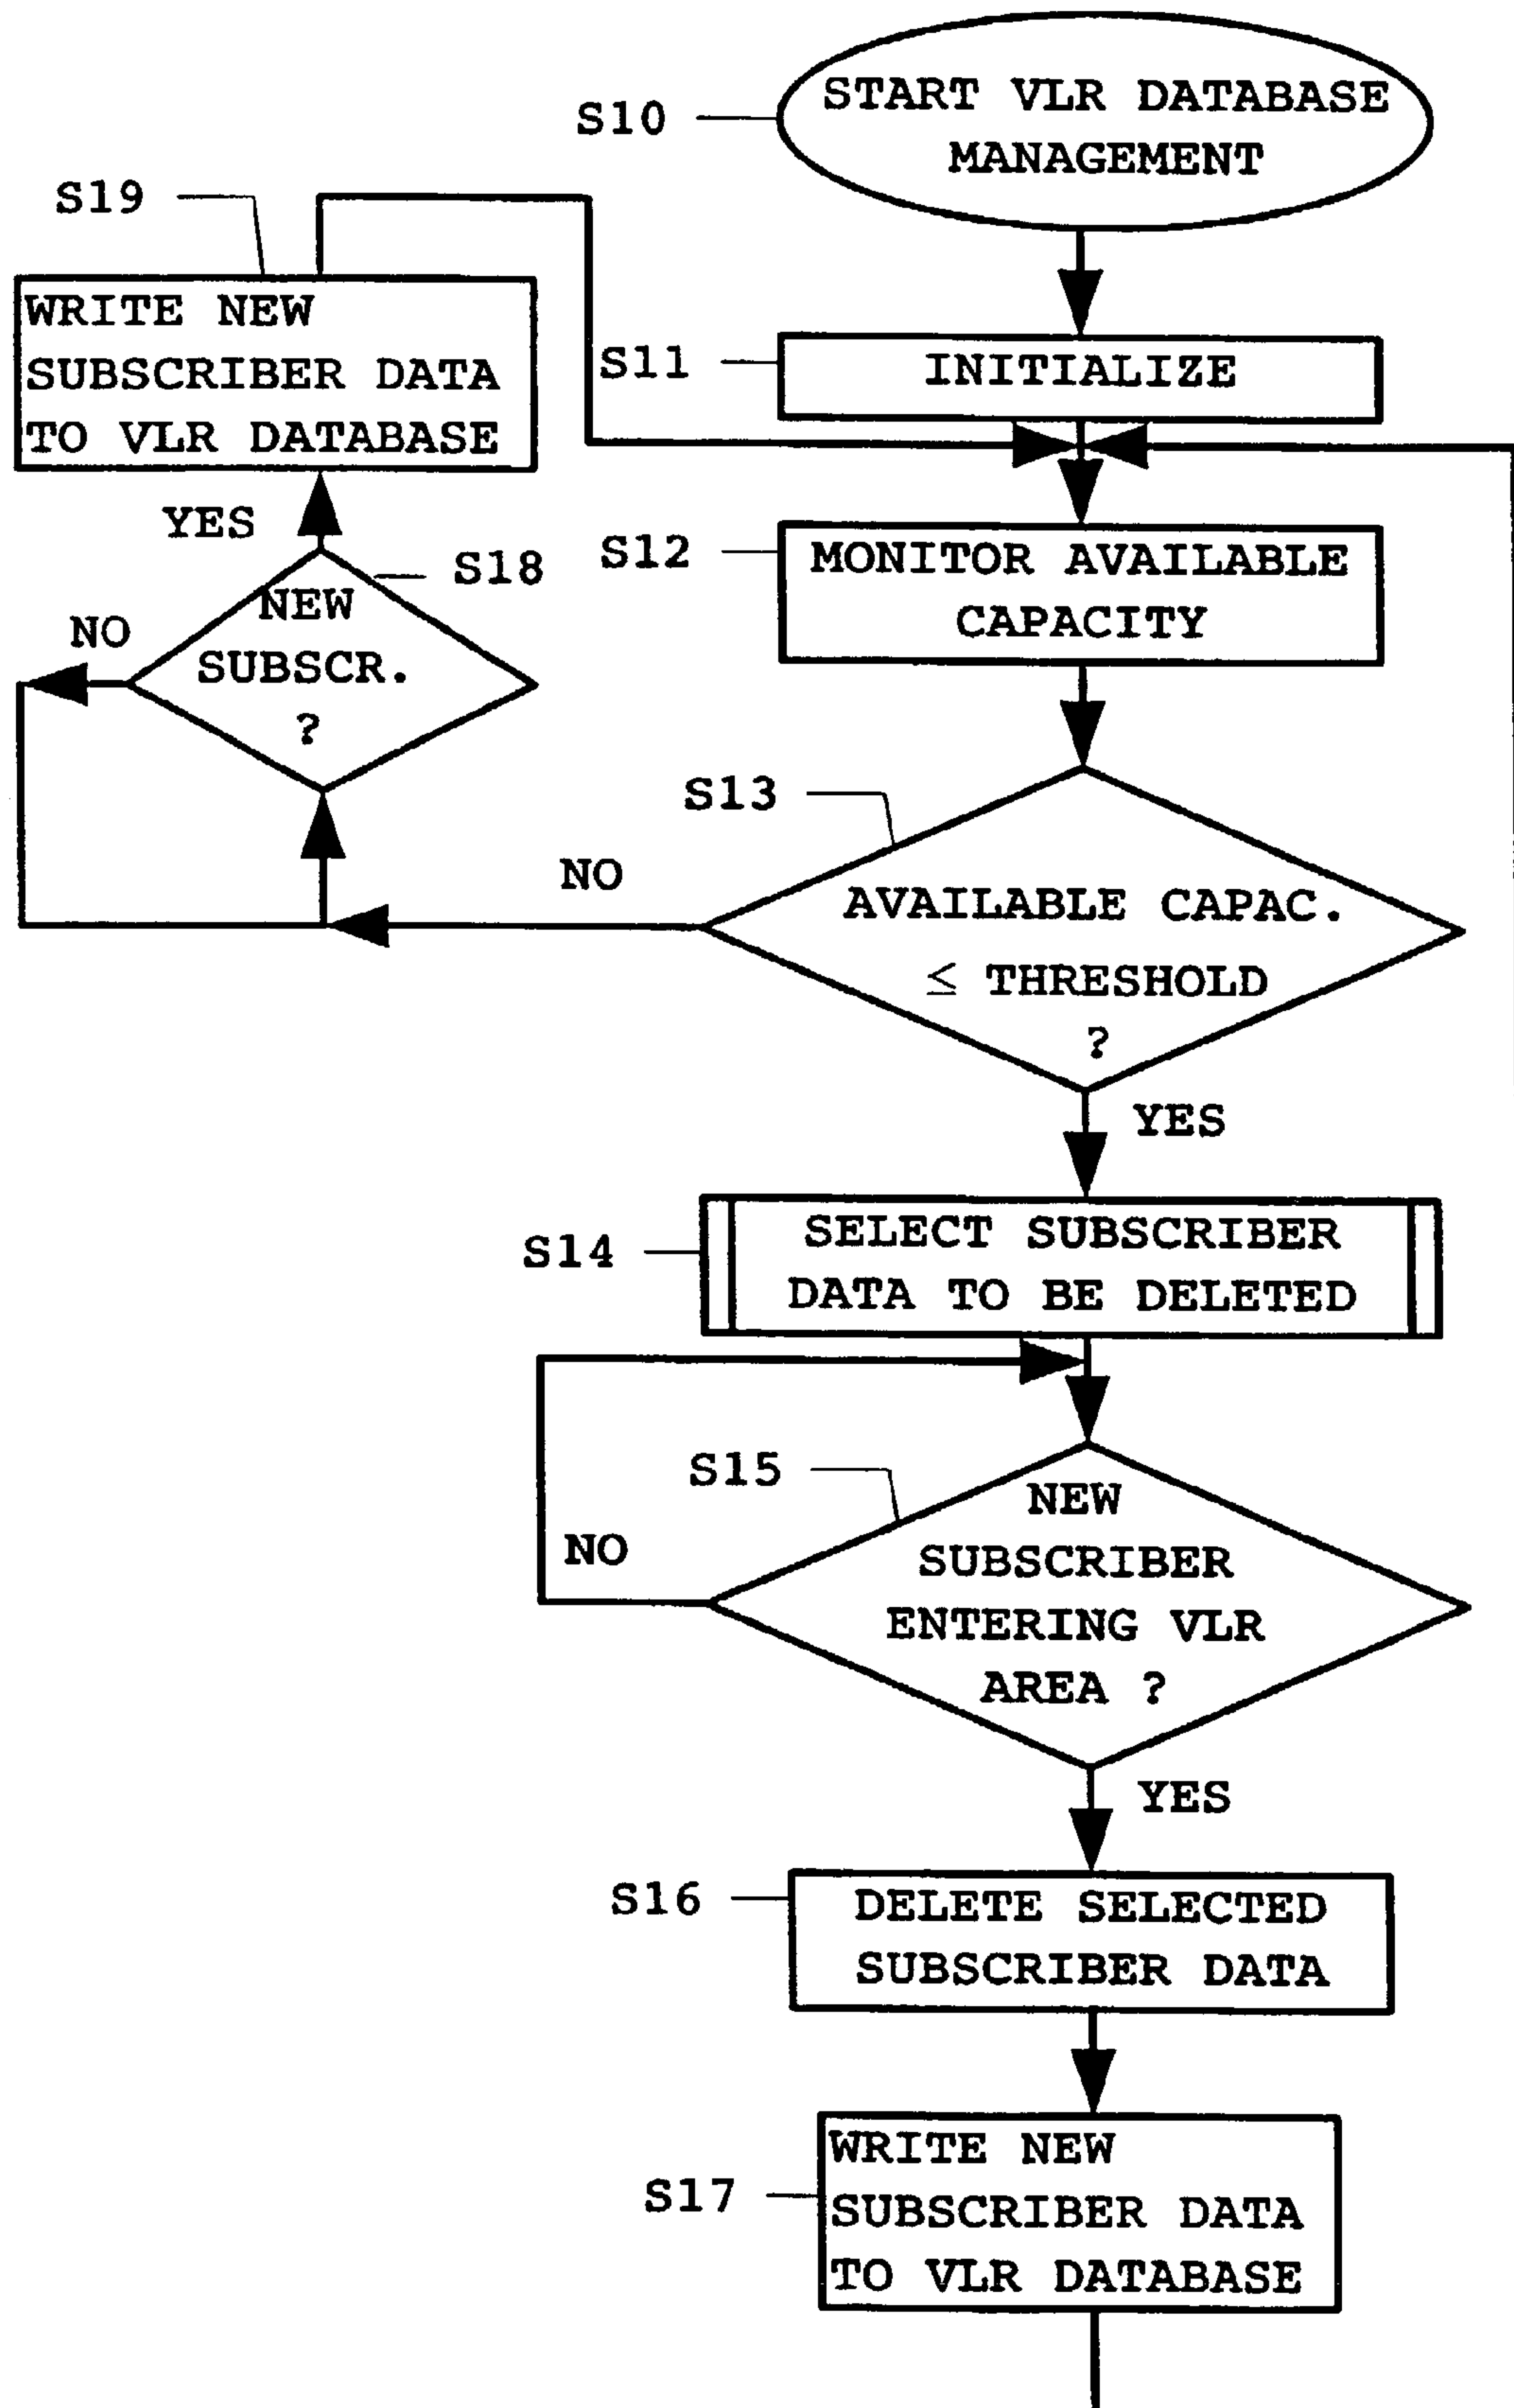 S10
START VLR DATABASE
MANAGEMENT
S19
WRITE NEW
SUBSCRIBER DATA
TO VLR DATABASE
S11
INITIALIZE
YES
S12
MONITOR AVAILABLE
CAPACITY
S18
NEW
SUBSCR.
?
NO
S13
NO
AVAILABLE CAPAC.
≤ THRESHOLD
?
YES
S14
SELECT SUBSCRIBER
DATA TO BE DELETED
S15
NEW
SUBSCRIBER
ENTERING VLR
AREA ?
NO
YES
S16
DELETE SELECTED
SUBSCRIBER DATA
S17
WRITE NEW
SUBSCRIBER DATA
TO VLR DATABASE